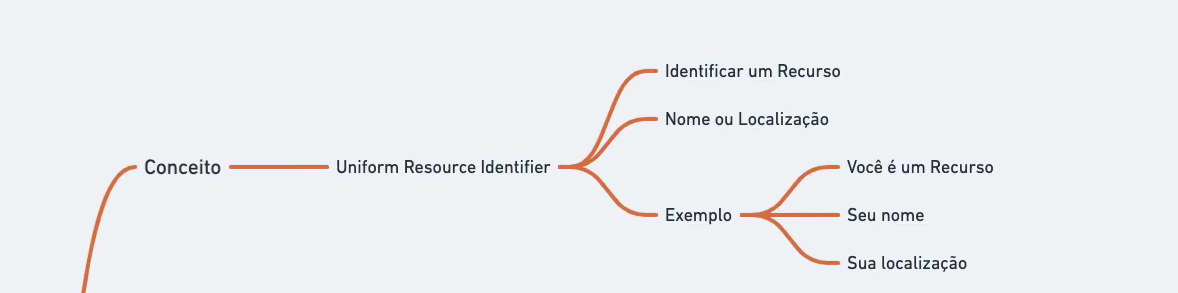 Identificar um Recurso
Nome ou Localização
Conceito
Uniform Resource Identifier
Você é um Recurso
Exemplo
Seu nome
Sua localização